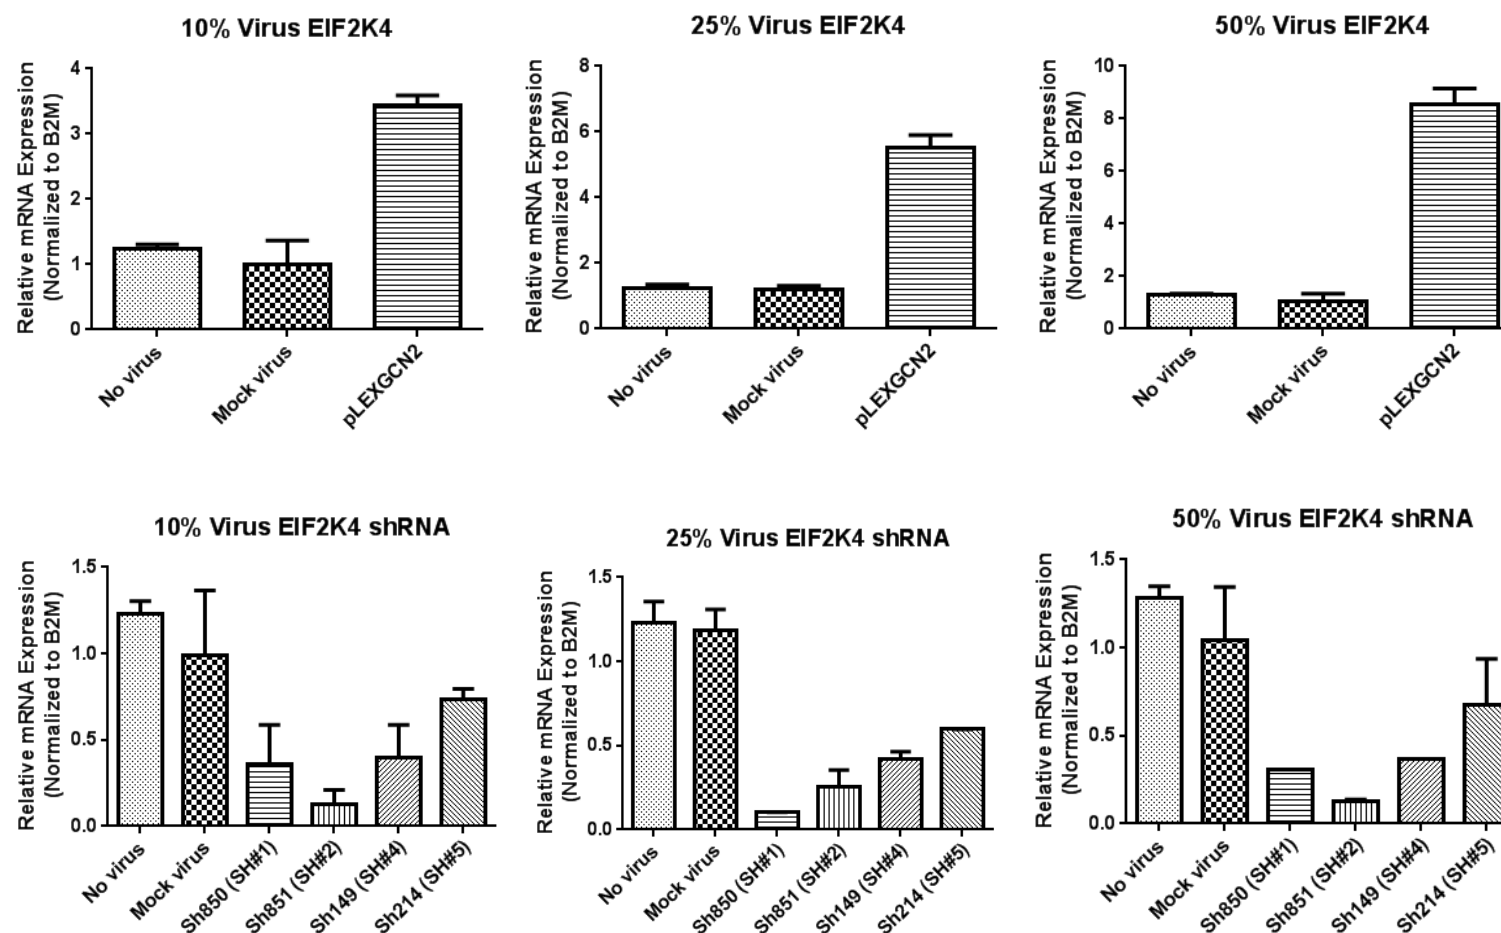 10% Virus EIF2K4
Relative mRNA Expression
(Normalized to B2M)
4
3
2
1
0
No virus
Mock virus
pLEXGCN2
25% Virus EIF2K4
Relative mRNA Expression
(Normalized to B2M)
8
6
4
2
0
No virus
Mock virus
pLEXGCN2
50% Virus EIF2K4
Relative mRNA Expression
(Normalized to B2M)
10
8
6
4
2
0
No virus
Mock virus
pLEXGCN2
10% Virus EIF2K4 shRNA
Relative mRNA Expression
(Normalized to B2M)
1.5
1.0
0.5
0.0
No virus
Mock virus
Sh850 (SH#1)
Sh851 (SH#2)
Sh149 (SH#4)
Sh214 (SH#5)
25% Virus EIF2K4 shRNA
Relative mRNA Expression
(Normalized to B2M)
1.5
1.0
0.5
0.0
No virus
Mock virus
Sh850 (SH#1)
Sh851 (SH#2)
Sh149 (SH#4)
Sh214 (SH#5)
50% Virus EIF2K4 shRNA
Relative mRNA Expression
(Normalized to B2M)
1.5
1.0
0.5
0.0
No virus
Mock virus
Sh850 (SH#1)
Sh851 (SH#2)
Sh149 (SH#4)
Sh214 (SH#5)